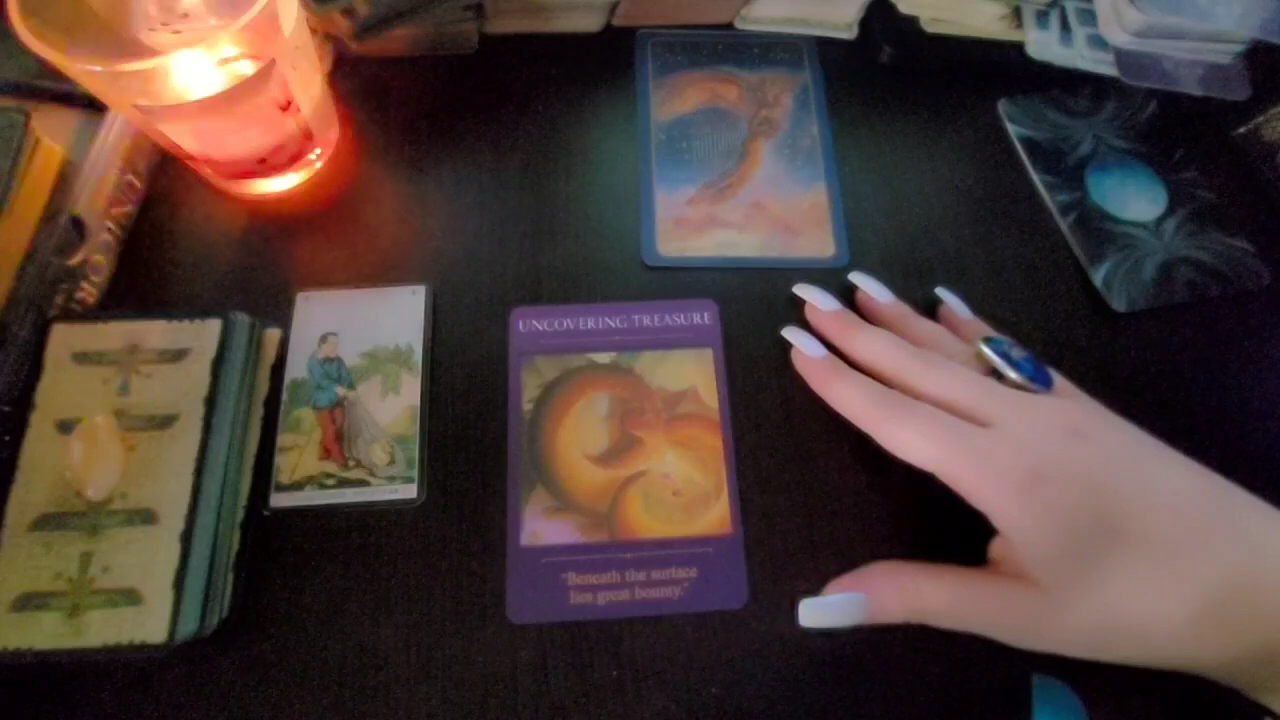 UNCOVERING TREASURE
"Beneath the surface
lies great bounty."